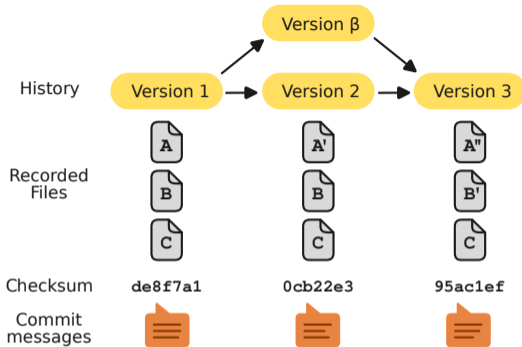 Version β
History
Version 1
Version 2
Version 3
A
A'
A"
Recorded
Files
B
B
B'
C
C
C
Checksum
de8f7a1
0cb22e3
95ac1ef
Commit
messages